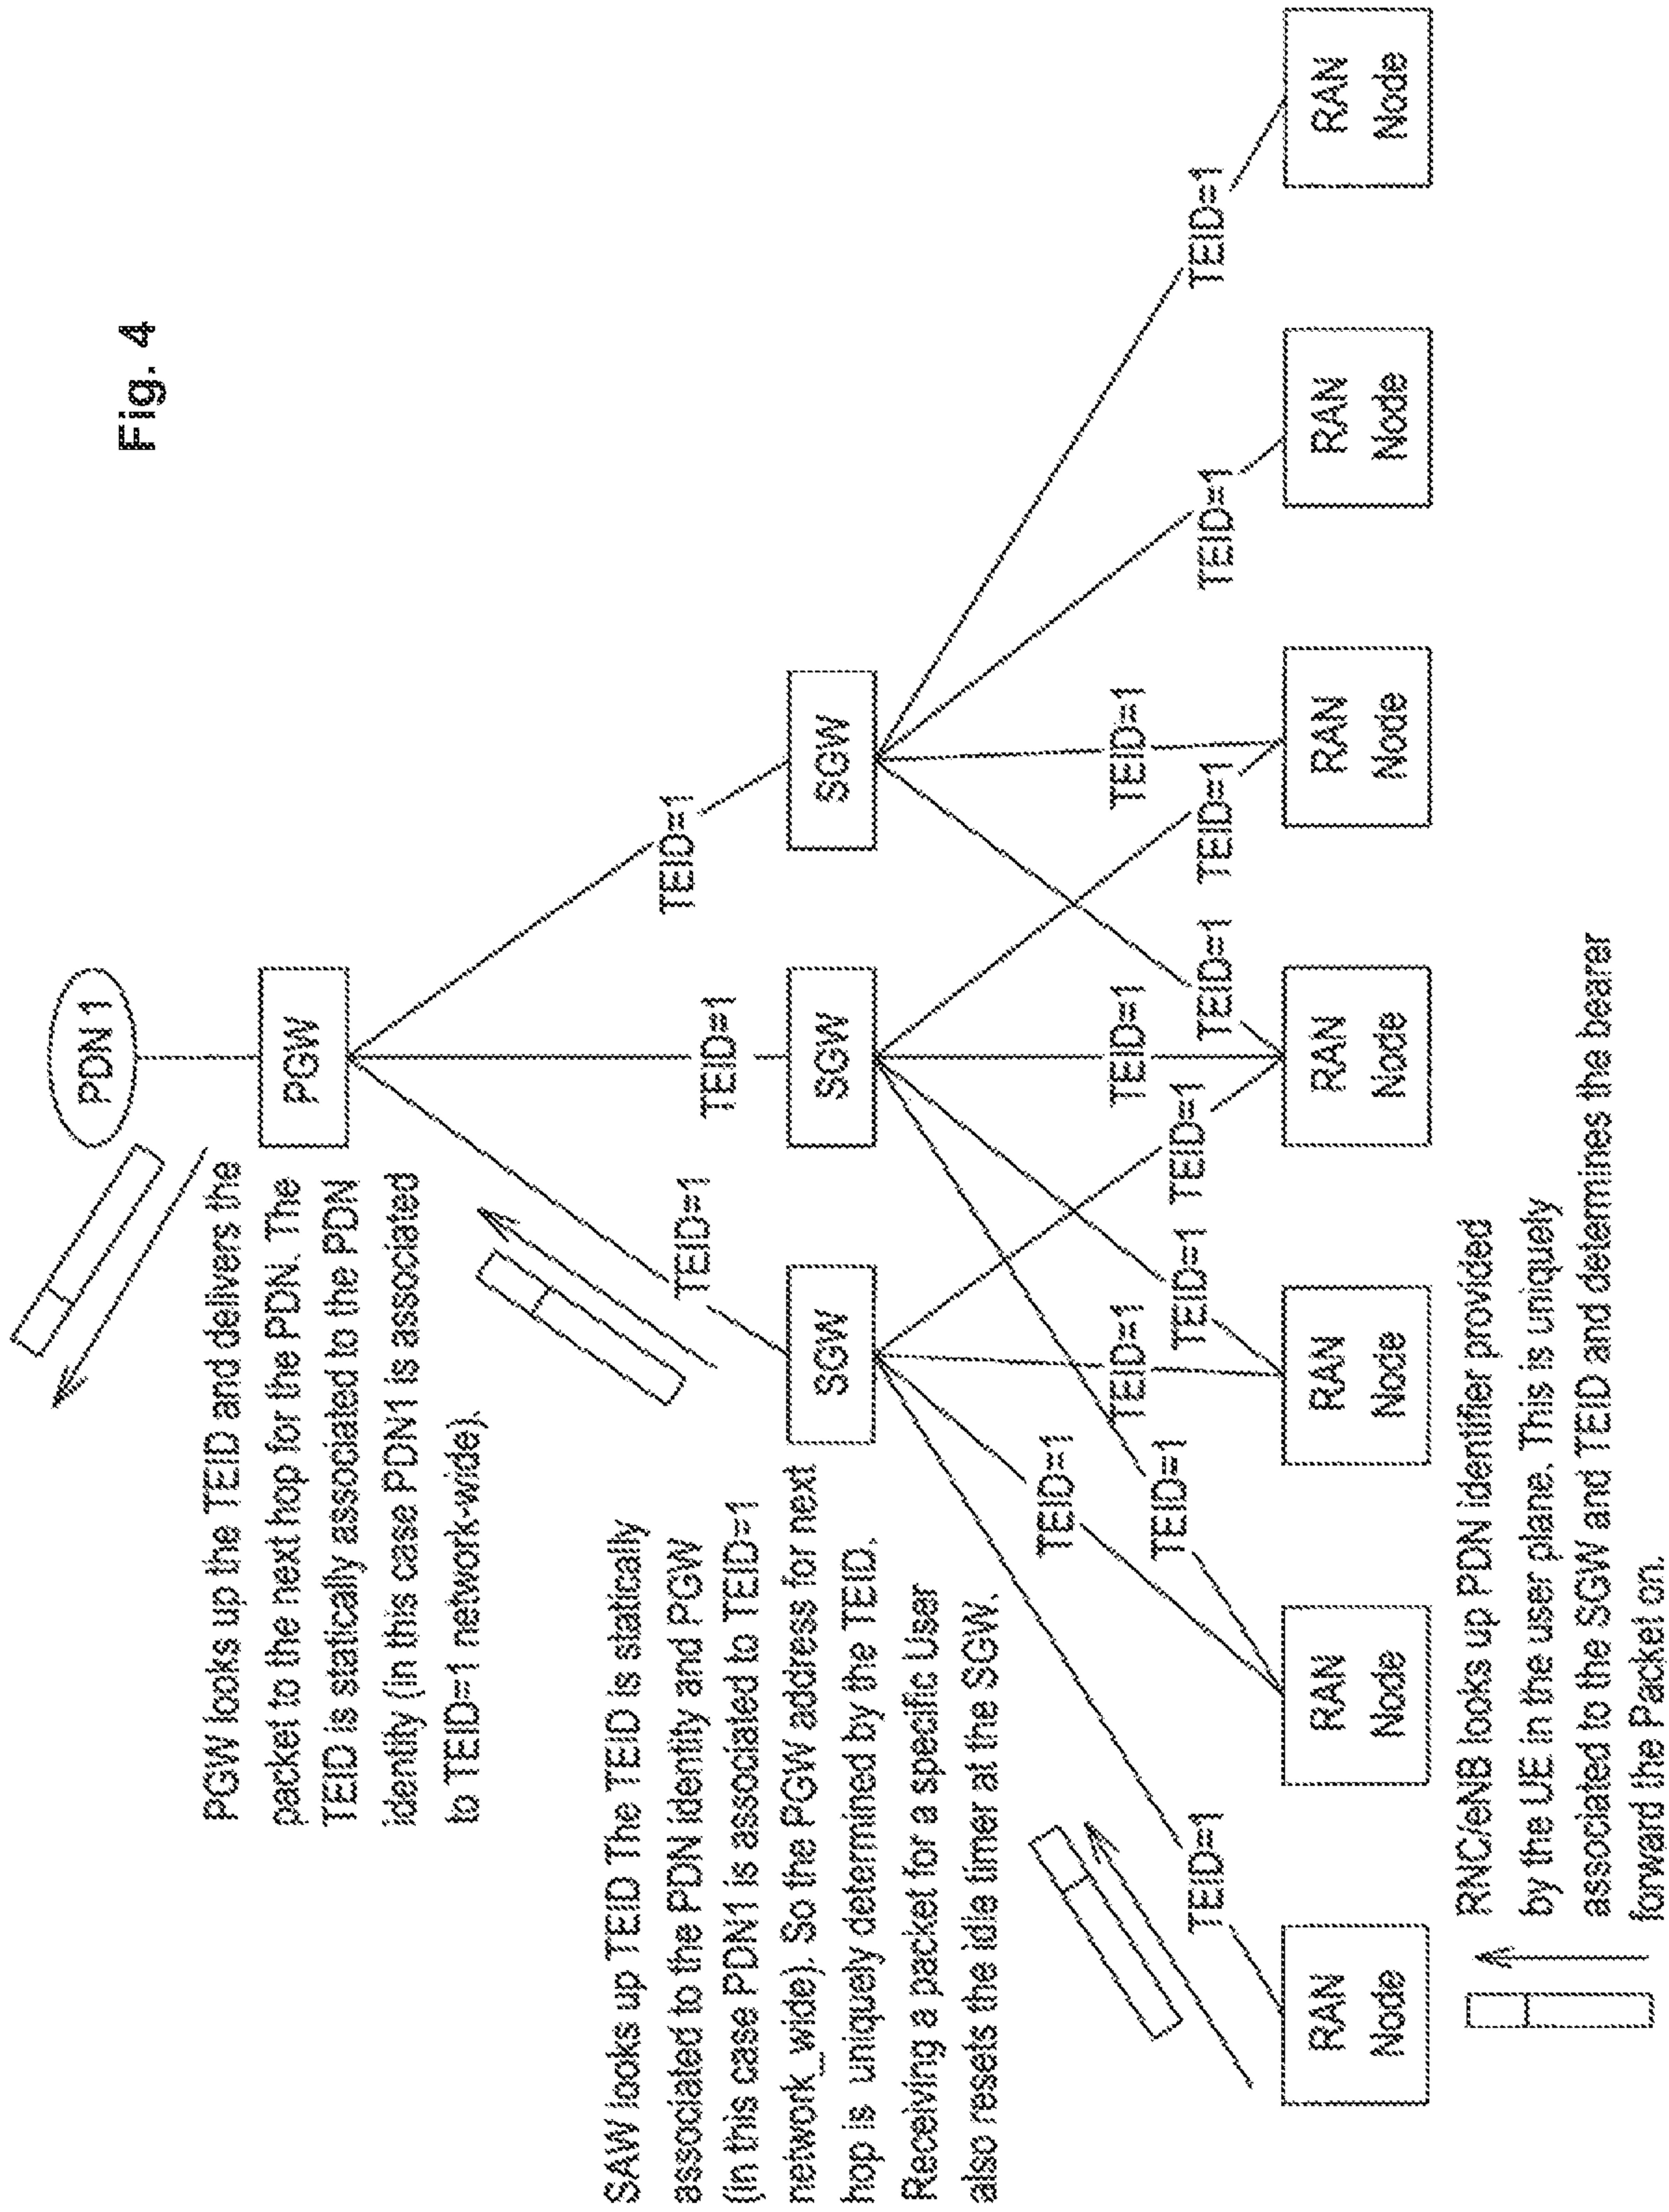 PDN 1
Fig. 4
PGW looks up the TEID and delivers the
packet to the next hop for the PDN. The
TEID is statically associated to the PDN
identity (in this case PDN1 is associated
to TEID=1 network-wide).
PGW
TEID=1
TEID=1
TEID=1
SAW looks up TEID The TEID is statically
associated to the PDN identity and PGW
(in this case PDN1 is associated to TEID=1
network_wide). So the PGW address for next
hop is uniquely determined by the TEID.
Receiving a packet for a specific User
also resets the idle timer at the SGW.
SGW
SGW
SGW
TEID=1
TEID=1
TEID=1
TEID=1
TEID=1
TEID=1
TEID=1
TEID=1
TEID=1
TEID=1
TEID=1
TEID=1
RAN
Node
RAN
Node
RAN
Node
RAN
Node
RAN
Node
RAN
Node
RAN
Node
RNC/eNB looks up PDN identifier provided
by the UE in the user plane. This is uniquely
associated to the SGW and TEID and determines the bearer
forward the Packet on.